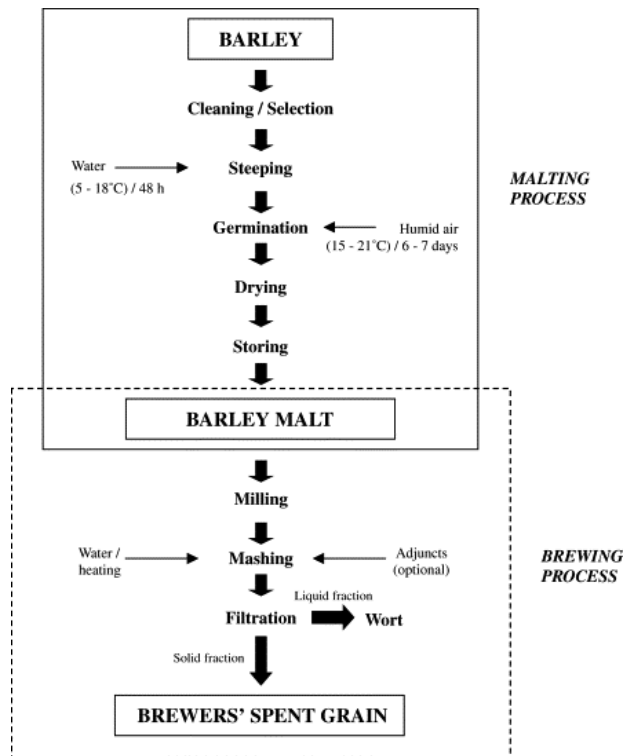 BARLEY
Cleaning / Selection
Water
(5 - 18°C) / 48 h
Steeping
MALTING
PROCESS
Germination
Humid air
(15 - 21°C) / 6 - 7 days
Drying
Storing
BARLEY MALT
Milling
Water /
heating
Mashing
Adjuncts
(optional)
BREWING
PROCESS
Liquid fraction
Filtration
Wort
Solid fraction
BREWERS' SPENT GRAIN